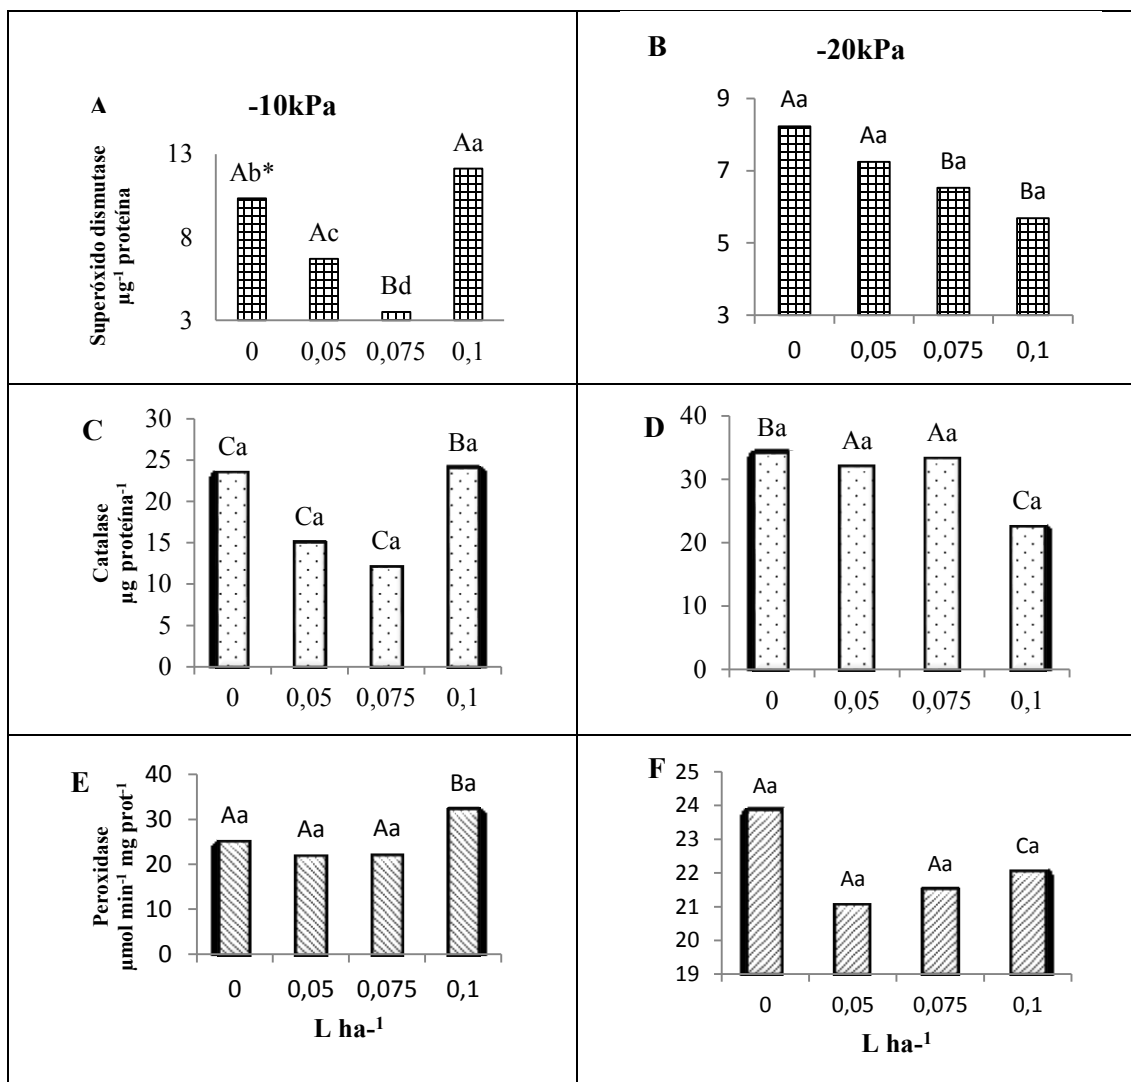 A
-10kPa
Superóxido dismutase
µg⁻¹ proteína
13
8
3
Ab*
Ac
Bd
Aa
0 0,05 0,075 0,1
B
-20kPa
9
7
5
3
Aa
Aa
Ba
Ba
0 0,05 0,075 0,1
C
Catalase
µg proteína⁻¹
30
25
20
15
10
5
0
Ca
Ca
Ca
Ba
0 0,05 0,075 0,1
D
40
30
20
10
0
Ba
Aa
Aa
Ca
0 0,05 0,075 0,1
E
Peroxidase
µmol min⁻¹ mg prot⁻¹
40
30
20
10
0
Aa
Aa
Aa
Ba
0 0,05 0,075 0,1
L ha-¹
F
25
24
23
22
21
20
19
Aa
Aa
Aa
Ca
0 0,05 0,075 0,1
L ha-¹